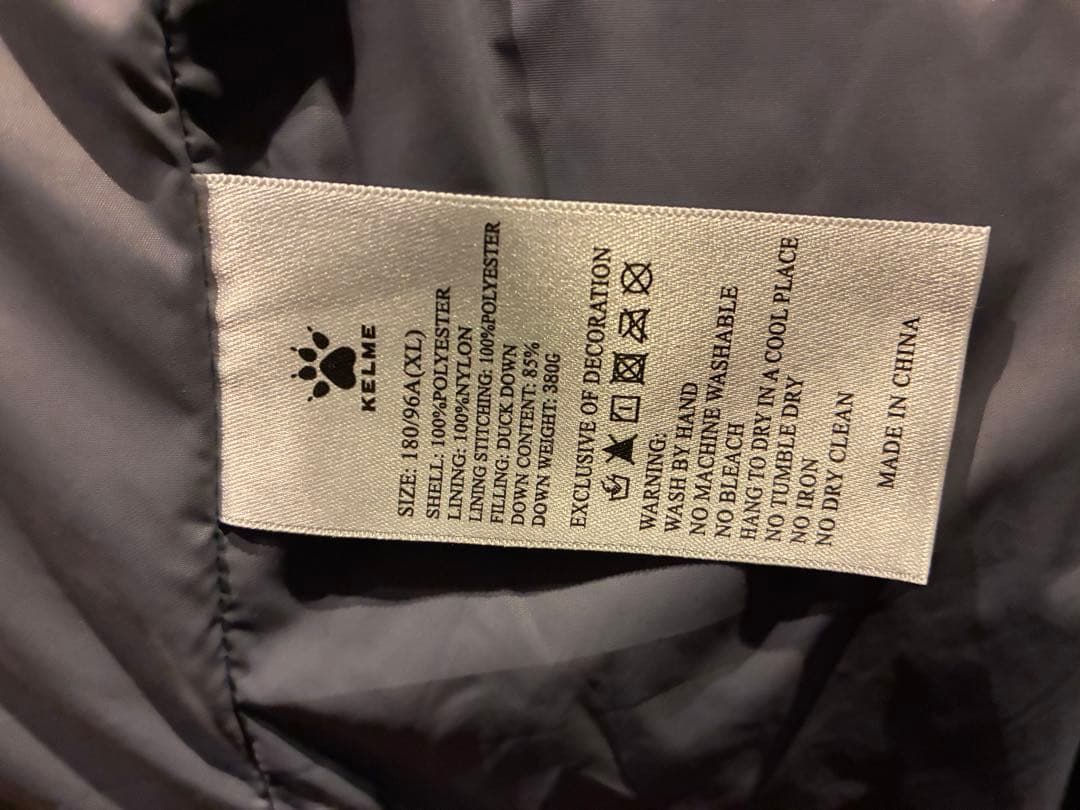 KELME
SIZE: 180/96A(XL)
SHELL: 100%POLYESTER
LINING: 100%NYLON
LINING STITCHING: 100%POLYESTER
FILLING: DUCK DOWN
DOWN CONTENT: 85%
DOWN WEIGHT: 380G
EXCLUSIVE OF DECORATION
WARNING:
WASH BY HAND
NO MACHINE WASHABLE
NO BLEACH
HANG TO DRY IN A COOL PLACE
NO TUMBLE DRY
NO IRON
NO DRY CLEAN
MADE IN CHINA